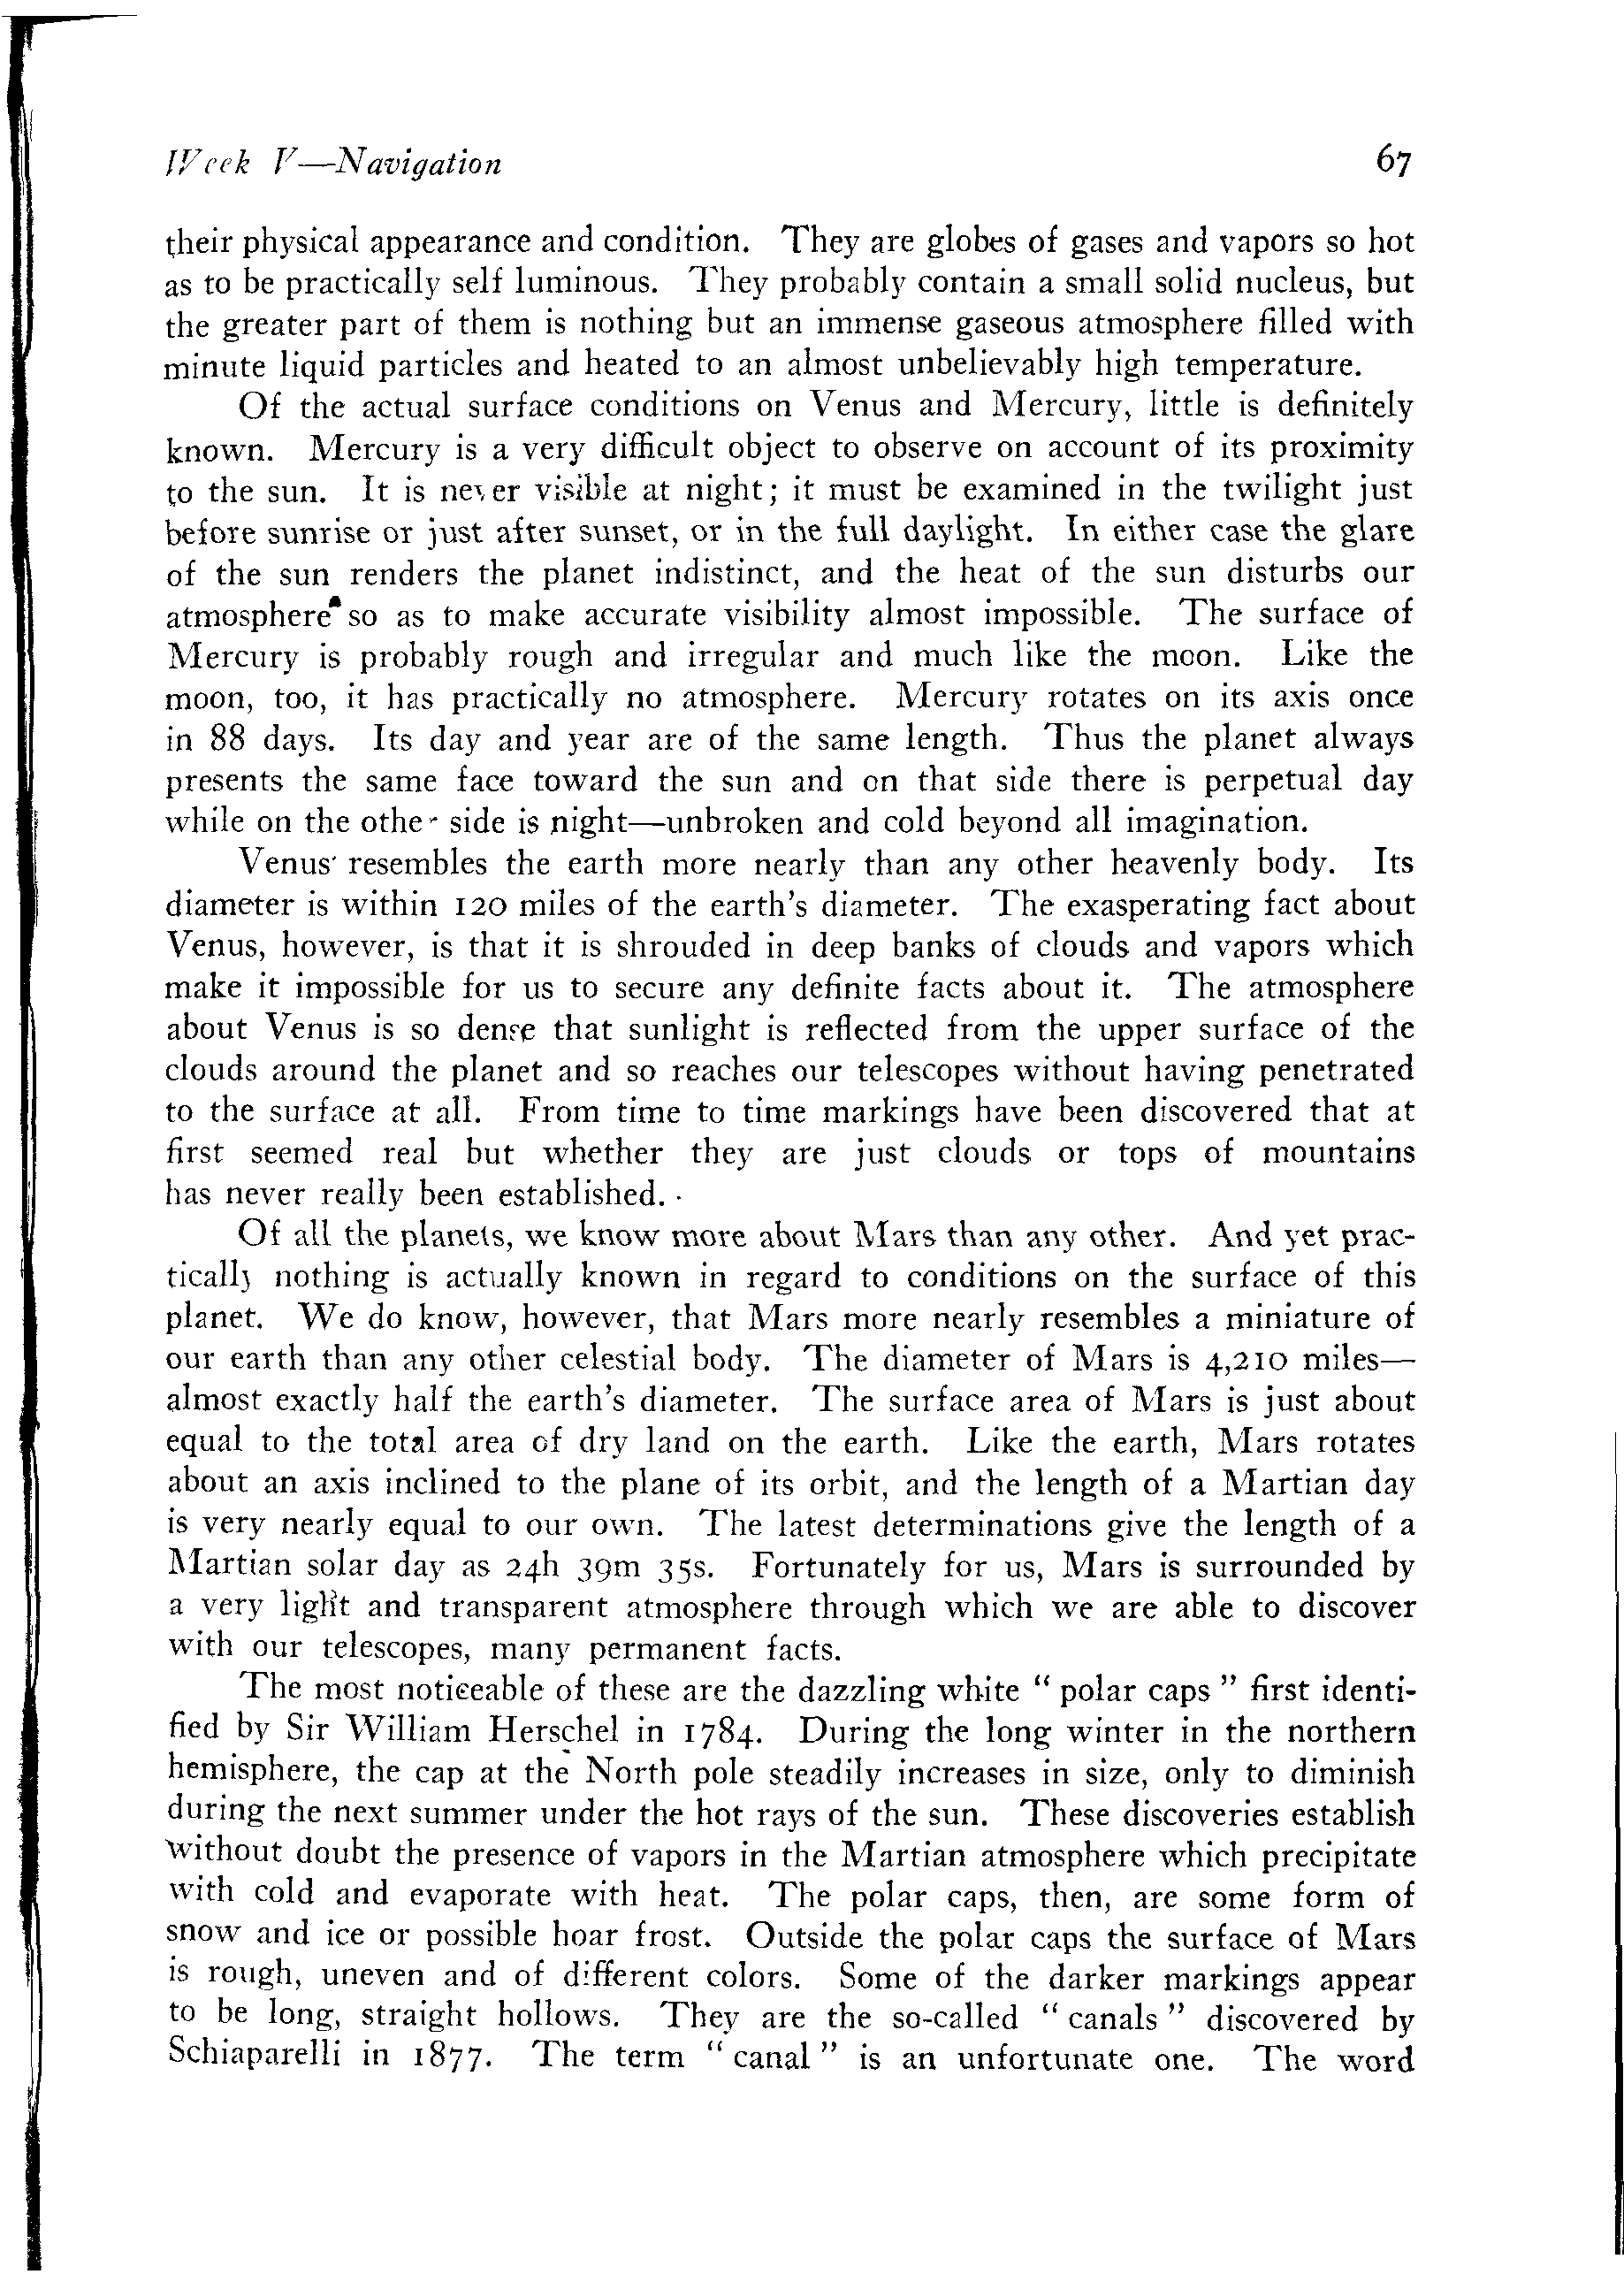 Week V—Navigation 67
their physical appearance and condition. They are globes of gases and vapors so hot
as to be practically self luminous. They probably contain a small solid nucleus, but
the greater part of them is nothing but an immense gaseous atmosphere filled with
minute liquid particles and heated to an almost unbelievably high temperature.
Of the actual surface conditions on Venus and Mercury, little is definitely
known. Mercury is a very difficult object to observe on account of its proximity
to the sun. It is never visible at night; it must be examined in the twilight just
before sunrise or just after sunset, or in the full daylight. In either case the glare
of the sun renders the planet indistinct, and the heat of the sun disturbs our
atmosphere so as to make accurate visibility almost impossible. The surface of
Mercury is probably rough and irregular and much like the moon. Like the
moon, too, it has practically no atmosphere. Mercury rotates on its axis once
in 88 days. Its day and year are of the same length. Thus the planet always
presents the same face toward the sun and on that side there is perpetual day
while on the other side is night—unbroken and cold beyond all imagination.
Venus resembles the earth more nearly than any other heavenly body. Its
diameter is within 120 miles of the earth's diameter. The exasperating fact about
Venus, however, is that it is shrouded in deep banks of clouds and vapors which
make it impossible for us to secure any definite facts about it. The atmosphere
about Venus is so dense that sunlight is reflected from the upper surface of the
clouds around the planet and so reaches our telescopes without having penetrated
to the surface at all. From time to time markings have been discovered that at
first seemed real but whether they are just clouds or tops of mountains
has never really been established.
Of all the planets, we know more about Mars than any other. And yet prac-
tically nothing is actually known in regard to conditions on the surface of this
planet. We do know, however, that Mars more nearly resembles a miniature of
our earth than any other celestial body. The diameter of Mars is 4,210 miles—
almost exactly half the earth's diameter. The surface area of Mars is just about
equal to the total area of dry land on the earth. Like the earth, Mars rotates
about an axis inclined to the plane of its orbit, and the length of a Martian day
is very nearly equal to our own. The latest determinations give the length of a
Martian solar day as 24h 39m 35s. Fortunately for us, Mars is surrounded by
a very light and transparent atmosphere through which we are able to discover
with our telescopes, many permanent facts.
The most noticeable of these are the dazzling white " polar caps " first identi-
fied by Sir William Herschel in 1784. During the long winter in the northern
hemisphere, the cap at the North pole steadily increases in size, only to diminish
during the next summer under the hot rays of the sun. These discoveries establish
without doubt the presence of vapors in the Martian atmosphere which precipitate
with cold and evaporate with heat. The polar caps, then, are some form of
snow and ice or possible hoar frost. Outside the polar caps the surface of Mars
is rough, uneven and of different colors. Some of the darker markings appear
to be long, straight hollows. They are the so-called " canals " discovered by
Schiaparelli in 1877. The term " canal " is an unfortunate one. The word